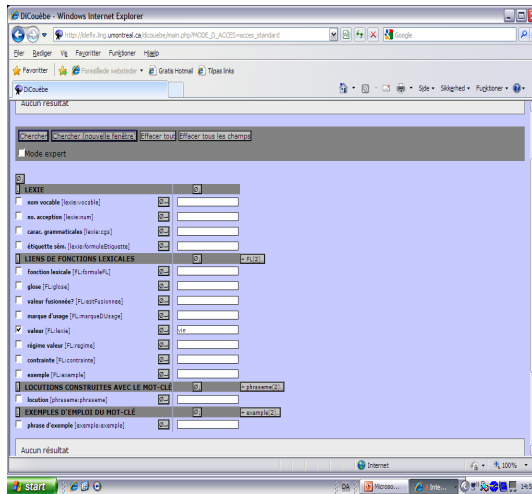 DiCouèbe - Windows Internet Explorer
http://idefix.ling.umontreal.ca/dicouebe/main.php?MODE_D_ACCES=acces_standard
Google
Filer Rediger Vis Favoritter Funktioner Hjælp
Favoritter Foreslåede websteder Gratis Hotmail Tilpas links
DiCouèbe
Side Sikkerhed Funktioner
Aucun résultat
Chercher Chercher (nouvelle fenêtre) Effacer tout Effacer tous les champs
Mode expert
Ø
LEXIE Ø
nom vocable [lexie:vocable] Ø
no. acception [lexie:num] Ø
carac. grammaticales [lexie:cgs] Ø
étiquette sém. [lexie:formuleEtiquette] Ø
LIENS DE FONCTIONS LEXICALES Ø + FL(2)
fonction lexicale [FL:formuleFL] Ø
glose [FL:glose] Ø
valeur fusionnée? [FL:estFusionnee] Ø
marque d'usage [FL:marqueDUsage] Ø
valeur [FL:lexie] Ø vin
régime valeur [FL:regime] Ø
contrainte [FL:contrainte] Ø
exemple [FL:exemple] Ø
LOCUTIONS CONSTRUITES AVEC LE MOT-CLÉ Ø + phraseme(2)
locution [phraseme:phraseme] Ø
EXEMPLES D'EMPLOI DU MOT-CLÉ Ø + exemple(2)
phrase d'exemple [exemple:exemple] Ø
Aucun résultat
Internet 100%
start DA Microso...